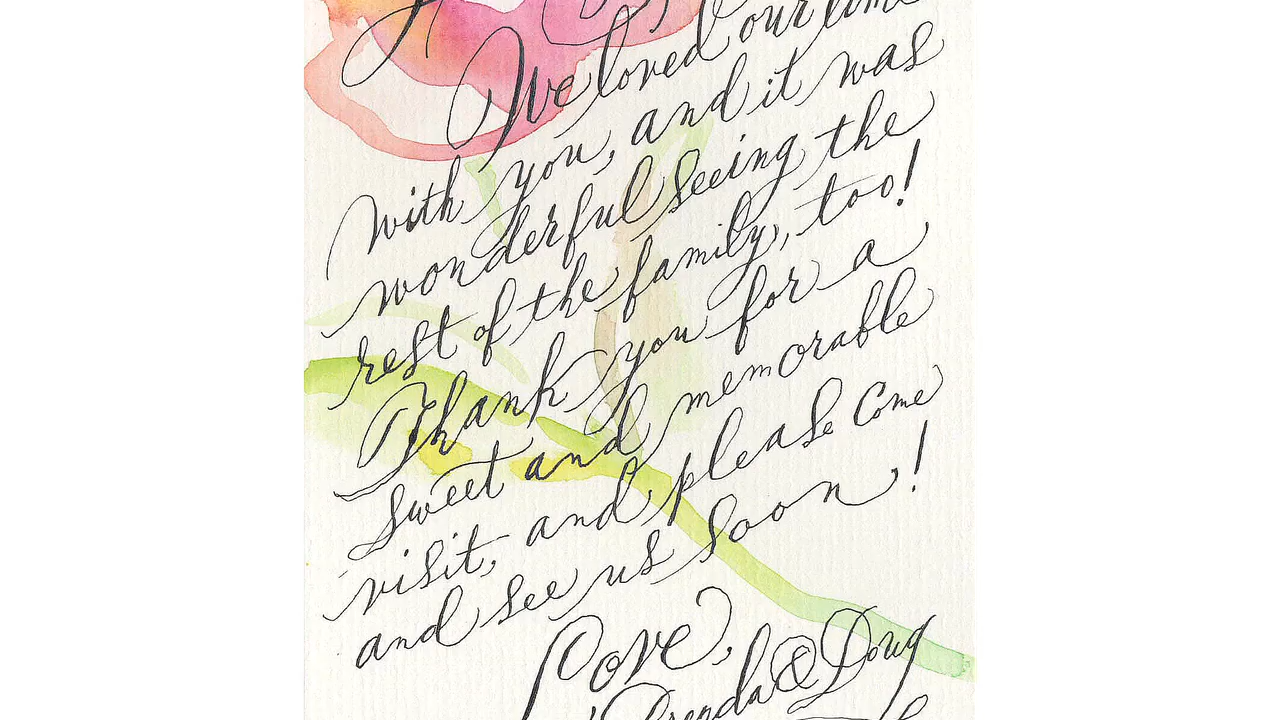 We loved our time
with you, and it was
wonderful seeing the
rest of the family, too!
Thank you for a
sweet and memorable
visit, and please come
and see us soon!
Love,
Brenda & Doug